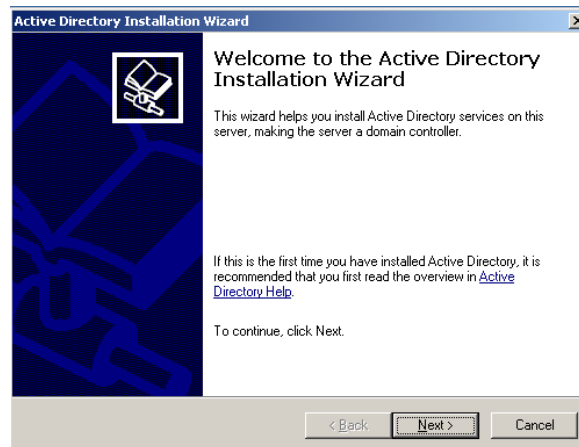 Active Directory Installation Wizard
Welcome to the Active Directory
Installation Wizard
This wizard helps you install Active Directory services on this
server, making the server a domain controller.
If this is the first time you have installed Active Directory, it is
recommended that you first read the overview in Active
Directory Help.
To continue, click Next.
< Back
Next >
Cancel